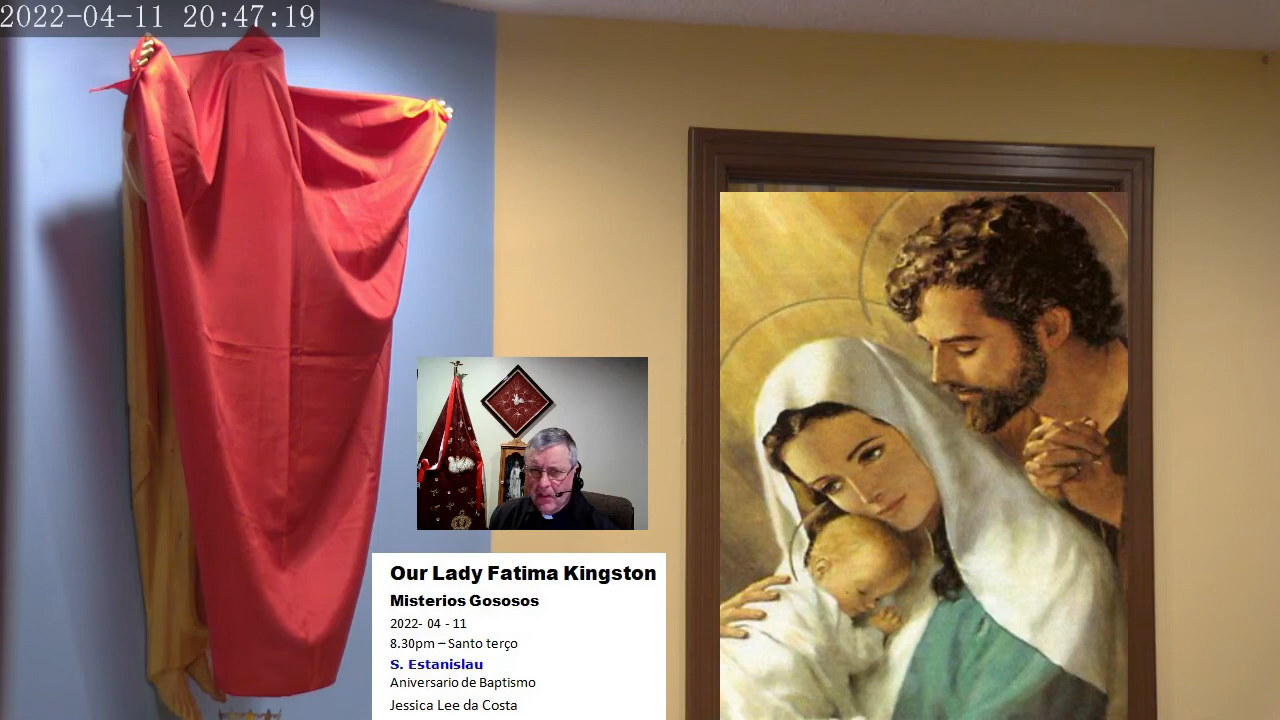 2022-04-11 20:47:19
Our Lady Fatima Kingston
Misterios Gososos
2022- 04 - 11
8.30pm – Santo terço
S. Estanislau
Aniversario de Baptismo
Jessica Lee da Costa